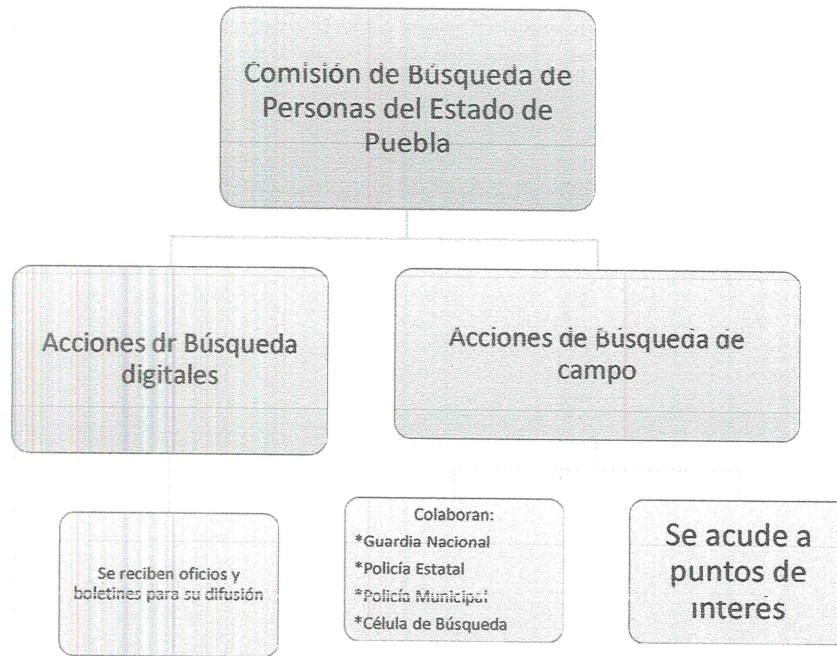 Comisión de Búsqueda de
Personas del Estado de
Puebla
Acciones dr Búsqueda
digitales
Acciones de Búsqueda de
campo
Se reciben oficios y
boletines para su difusión
Colaboran:
*Guardia Nacional
*Policía Estatal
*Policía Municipal
*Célula de Búsqueda
Se acude a
puntos de
interés